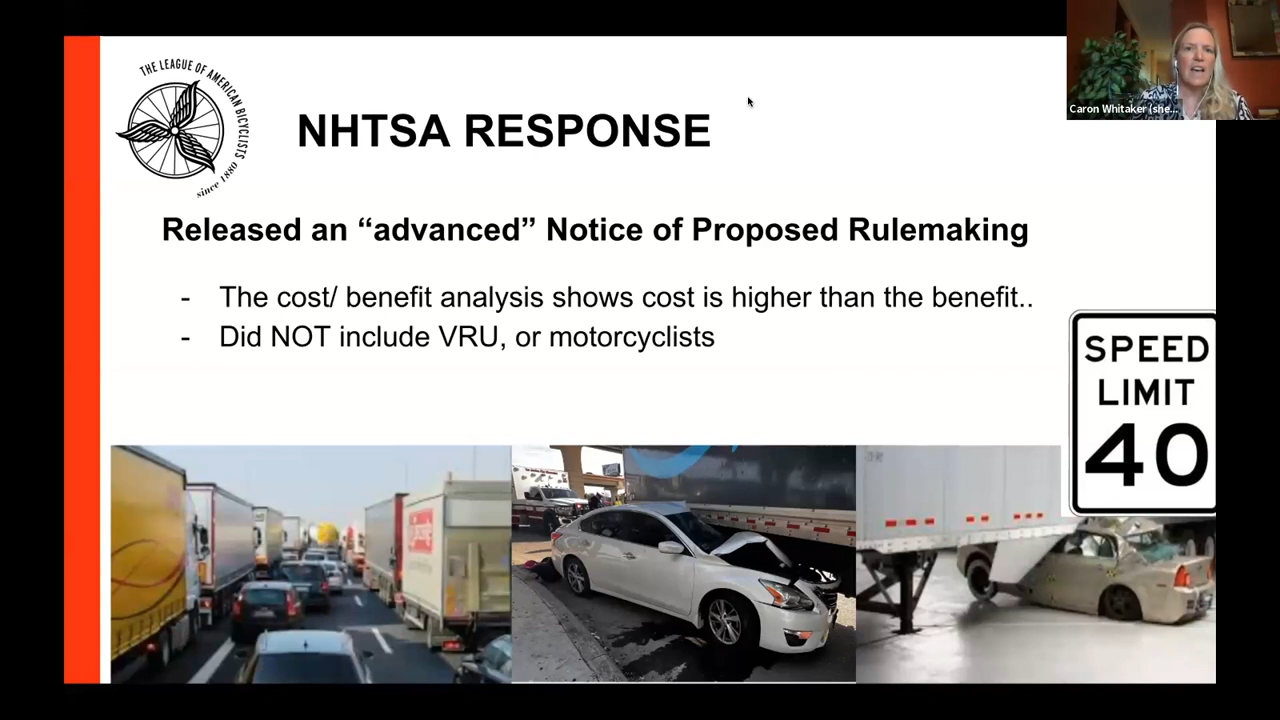 THE LEAGUE OF AMERICAN BICYCLISTS
since 1880
NHTSA RESPONSE
Caron Whitaker (she...
Released an “advanced” Notice of Proposed Rulemaking
- The cost/ benefit analysis shows cost is higher than the benefit..
- Did NOT include VRU, or motorcyclists
SPEED
LIMIT
40